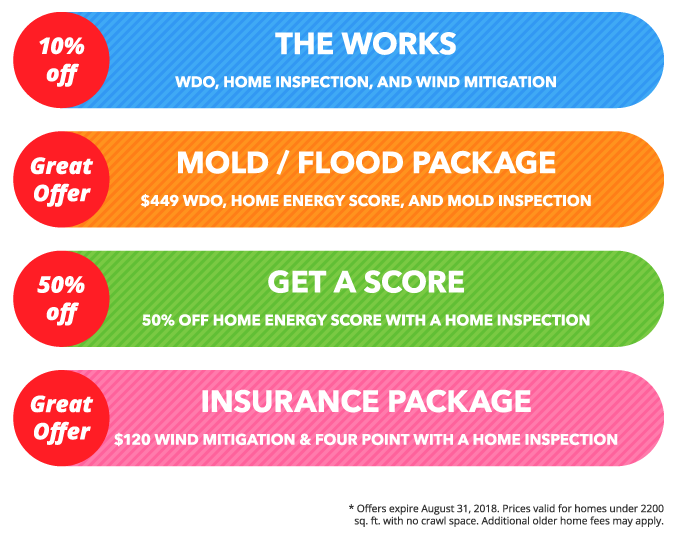 10%
off
THE WORKS
WDO, HOME INSPECTION, AND WIND MITIGATION
Great
Offer
MOLD / FLOOD PACKAGE
$449 WDO, HOME ENERGY SCORE, AND MOLD INSPECTION
50%
off
GET A SCORE
50% OFF HOME ENERGY SCORE WITH A HOME INSPECTION
Great
Offer
INSURANCE PACKAGE
$120 WIND MITIGATION & FOUR POINT WITH A HOME INSPECTION
* Offers expire August 31, 2018. Prices valid for homes under 2200
sq. ft. with no crawl space. Additional older home fees may apply.